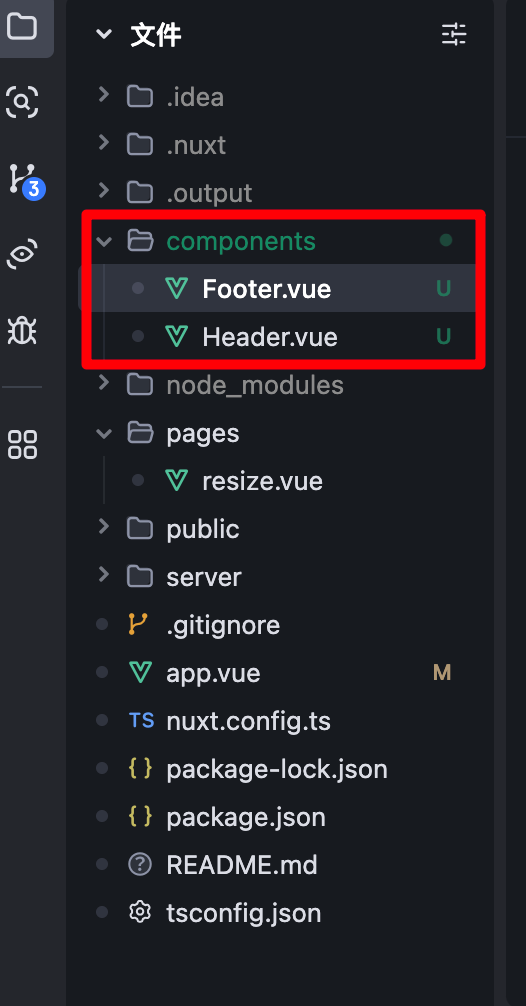 文件
.idea
.nuxt
.output
components
Footer.vue U
Header.vue U
3
node_modules
pages
resize.vue
public
server
.gitignore
app.vue M
TS nuxt.config.ts
{} package-lock.json
{} package.json
README.md
tsconfig.json